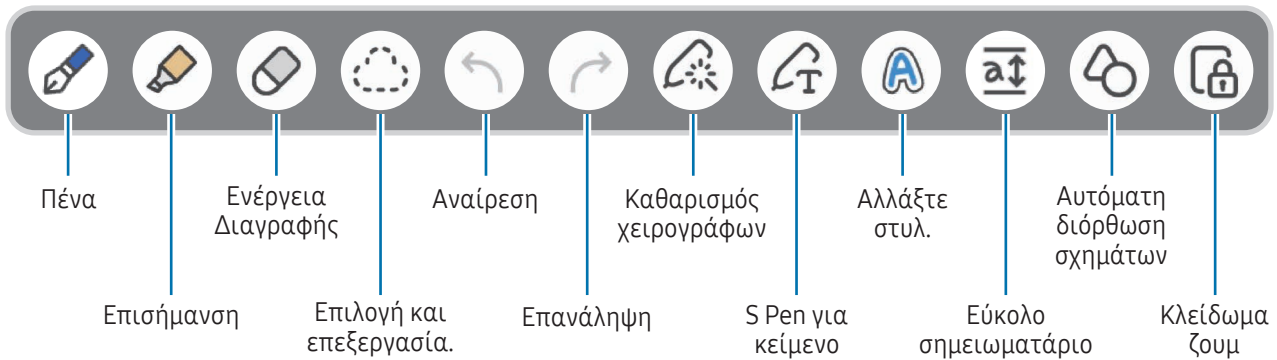 Πένα
Ενέργεια
Διαγραφής
Αναίρεση
Καθαρισμός
χειρογράφων
Αλλάξτε
στυλ.
Αυτόματη
διόρθωση
σχημάτων
Επισήμανση
Επιλογή και
επεξεργασία.
Επανάληψη
S Pen για
κείμενο
Εύκολο
σημειωματάριο
Κλείδωμα
ζουμ